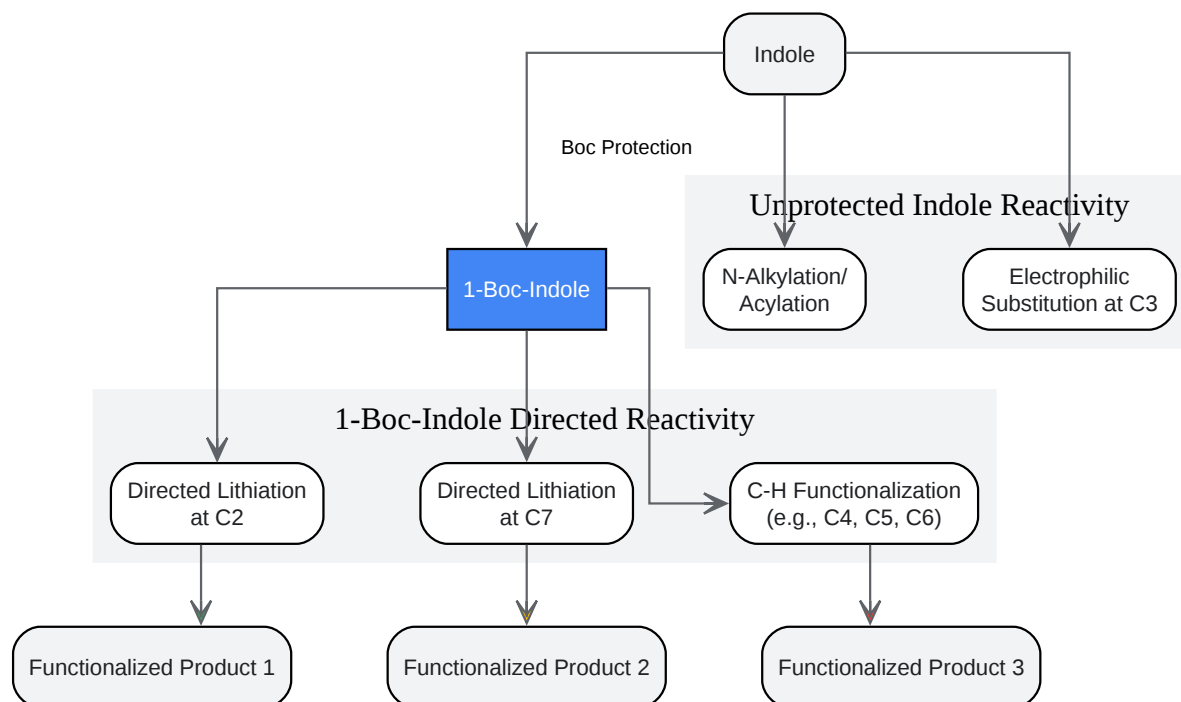 Indole
Boc Protection
Unprotected Indole Reactivity
1-Boc-Indole
N-Alkylation/
Acylation
Electrophilic
Substitution at C3
1-Boc-Indole Directed Reactivity
Directed Lithiation
at C2
Directed Lithiation
at C7
C-H Functionalization
(e.g., C4, C5, C6)
Functionalized Product 1
Functionalized Product 2
Functionalized Product 3